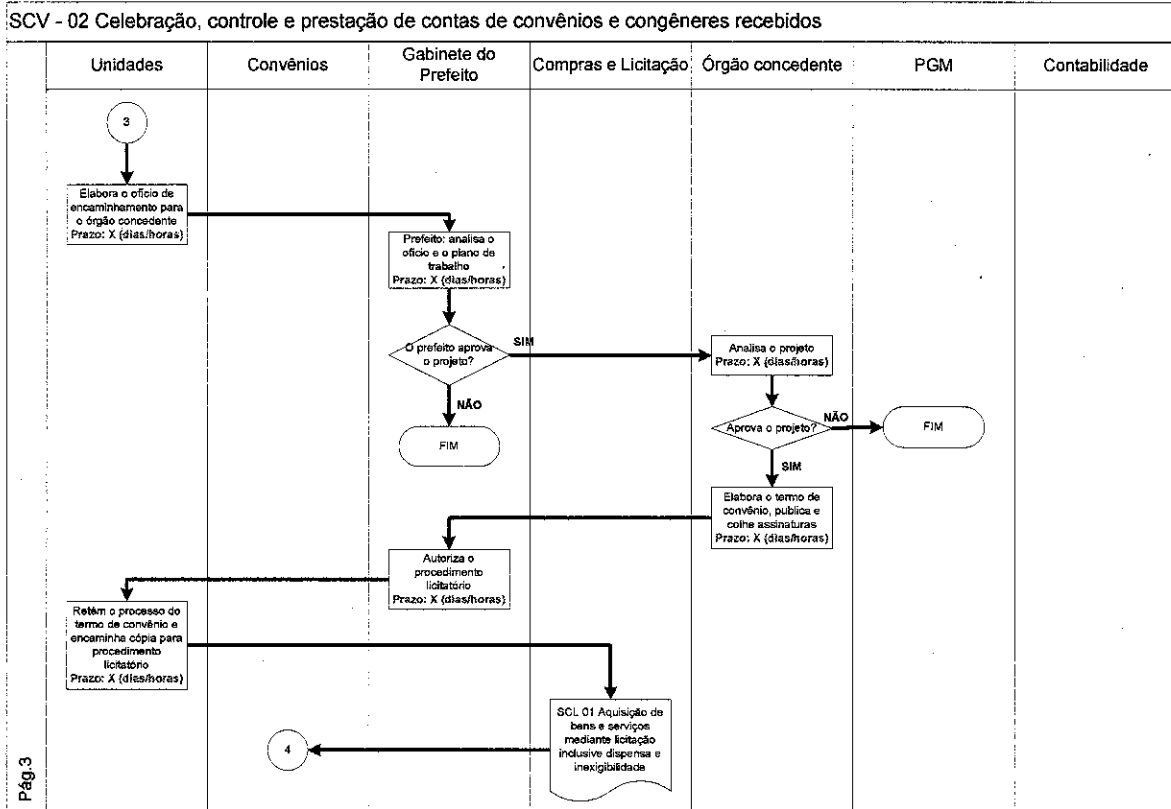 SCV - 02 Celebração, controle e prestação de contas de convênios e congêneres recebidos
Unidades
Convênios
Gabinete do
Prefeito
Compras e Licitação
Órgão concedente
PGM
Contabilidade
3
Elabora o ofício de
encaminhamento para
o órgão concedente
Prazo: X (dias/horas)
Prefeito: analisa o
ofício e o plano de
trabalho
Prazo: X (dias/horas)
O prefeito aprova
o projeto?
SIM
NÃO
FIM
Analisa o projeto
Prazo: X (dias/horas)
Aprova o projeto?
NÃO
FIM
SIM
Elabora o termo de
convênio, publica e
colhe assinaturas
Prazo: X (dias/horas)
Autoriza o
procedimento
licitatório
Prazo: X (dias/horas)
Retém o processo do
termo de convênio e
encaminha cópia para
procedimento
licitatório
Prazo: X (dias/horas)
SCL 01 Aquisição de
bens e serviços
mediante licitação
inclusive dispensa e
inexigibilidade
4
Pág.3